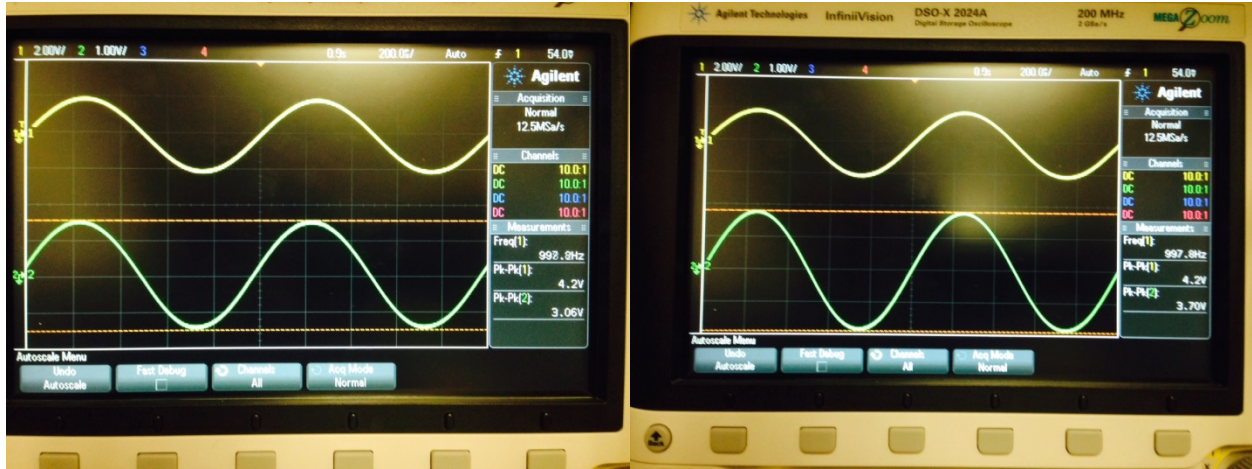 1 2.00V/ 2 1.00V/ 3 4 0.0s 200.0µ/ Auto 1 54.0
Agilent
Acquisition
Normal
12.5MSa/s
Channels
DC 10.0:1
DC 10.0:1
DC 10.0:1
DC 10.0:1
Measurements
Freq(1):
Pk-Pk(1):
4.2V
Pk-Pk(2):
3.06V
Autoscale Menu
Undo
Autoscale
Fast Debug
Channels
All
Acq Mode
Normal
Agilent Technologies InfiniiVision DSO-X 2024A
Digital Storage Oscilloscope
200 MHz
2 GSa/s
MEGA Zoom
1 2.00V/ 2 1.00V/ 3 4 0.0s 200.0µ/ Auto 1 54.0
Agilent
Acquisition
Normal
12.5MSa/s
Channels
DC 10.0:1
DC 10.0:1
DC 10.0:1
DC 10.0:1
Measurements
Freq(1):
997.8Hz
Pk-Pk(1):
4.2V
Pk-Pk(2):
3.70V
Autoscale Menu
Undo
Autoscale
Fast Debug
Channels
All
Acq Mode
Normal
Back